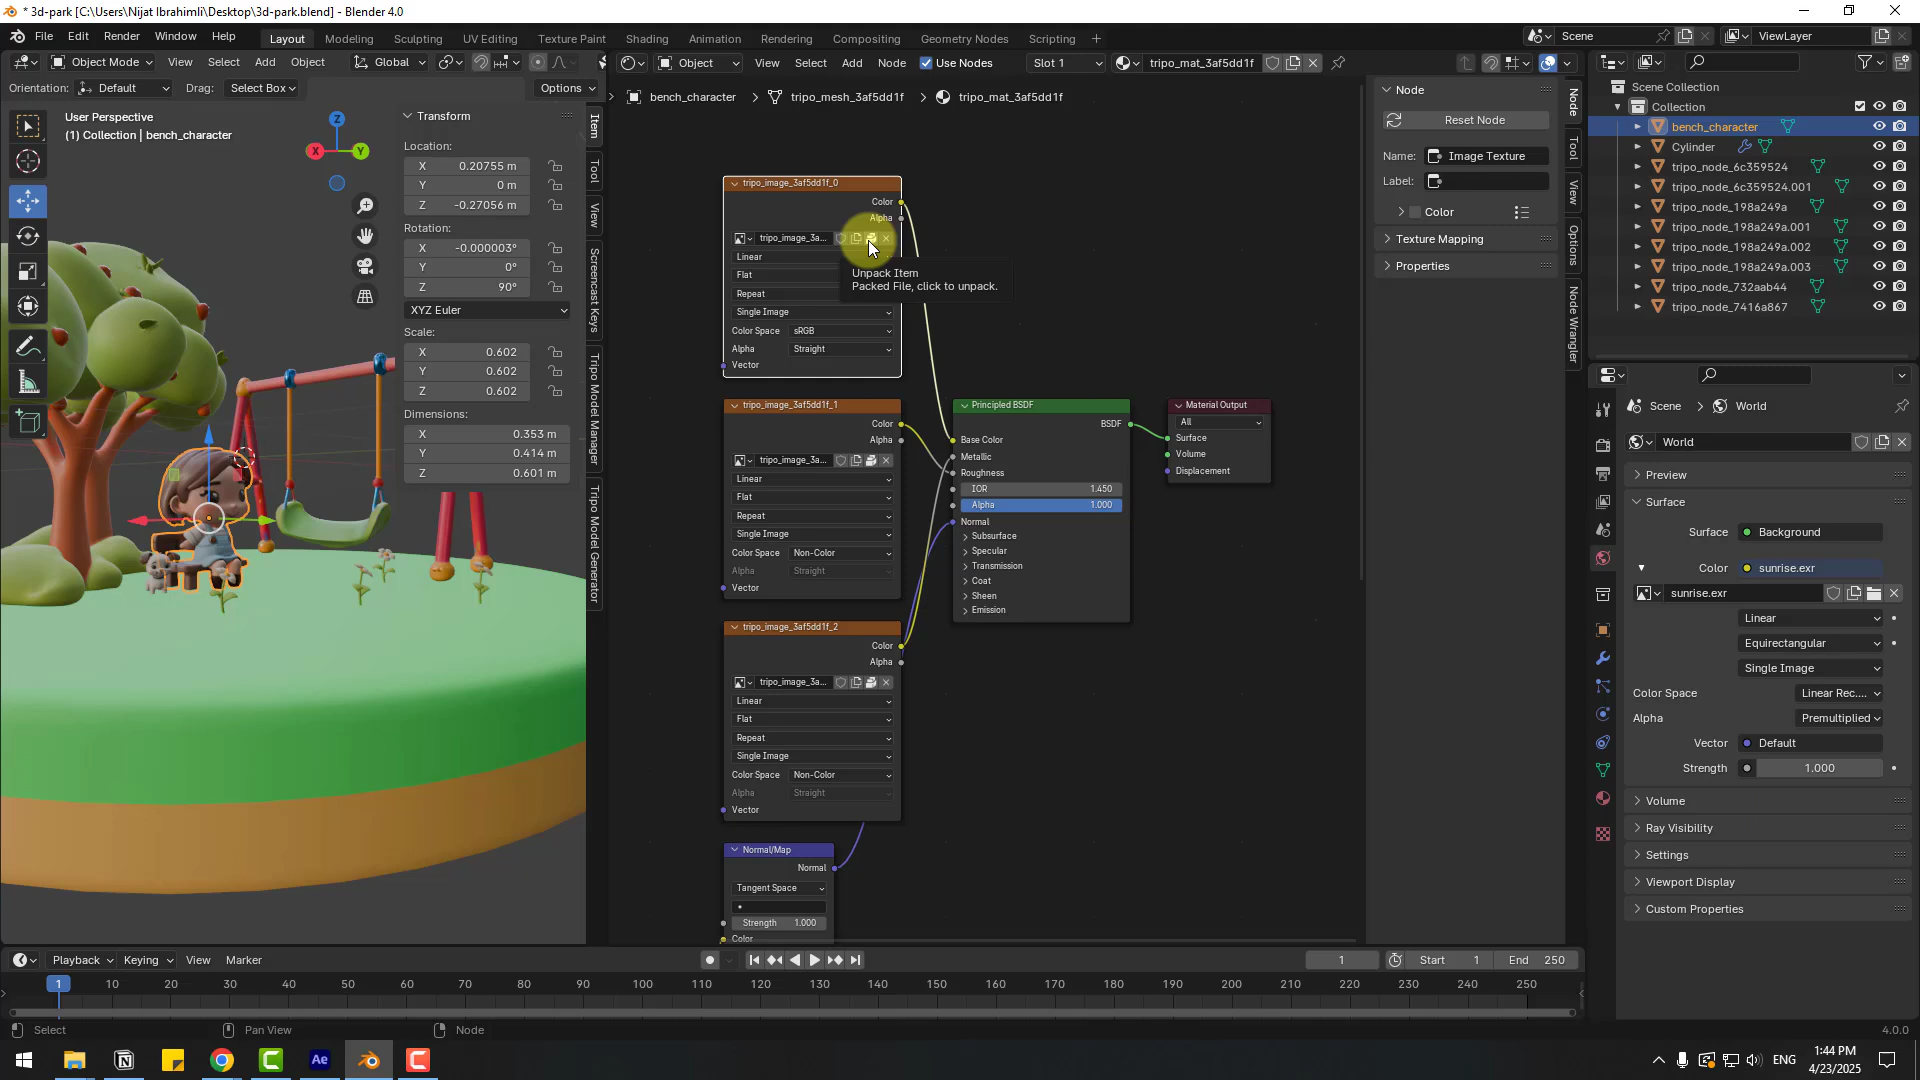 * 3d-park [C:\Users\Nijat Ibrahimli\Desktop\3d-park.blend] - Blender 4.0
File Edit Render Window Help
Layout Modeling Sculpting UV Editing Texture Paint Shading Animation Rendering Compositing Geometry Nodes Scripting
Scene ViewLayer
Object Mode View Select Add Object Global
Orientation: Default Drag: Select Box Options
User Perspective
(1) Collection | bench_character
X Y Z
Transform
Location:
X 0.20755 m
Y 0 m
Z -0.27056 m
Rotation:
X -0.000003°
Y 0°
Z 90°
XYZ Euler
Scale:
X 0.602
Y 0.602
Z 0.602
Dimensions:
X 0.353 m
Y 0.414 m
Z 0.601 m
Item
Tool
View
Screencast Keys
Tripo Model Manager
Tripo Model Generator
Object View Select Add Node Use Nodes Slot 1 tripo_mat_3af5dd1f
bench_character > tripo_mesh_3af5dd1f > tripo_mat_3af5dd1f
tripo_image_3af5dd1f_0
Color
Alpha
tripo_image_3a...
Linear
Flat
Repeat
Single Image
Color Space sRGB
Alpha Straight
Vector
Unpack Item
Packed File, click to unpack.
tripo_image_3af5dd1f_1
Color
Alpha
tripo_image_3a...
Linear
Flat
Repeat
Single Image
Color Space Non-Color
Alpha Straight
Vector
tripo_image_3af5dd1f_2
Color
Alpha
tripo_image_3a...
Linear
Flat
Repeat
Single Image
Color Space Non-Color
Alpha Straight
Vector
Normal/Map
Normal
Tangent Space
Strength 1.000
Color
Principled BSDF
BSDF
Base Color
Metallic
Roughness
IOR 1.450
Alpha 1.000
Normal
Subsurface
Specular
Transmission
Coat
Sheen
Emission
Material Output
All
Surface
Volume
Displacement
Node
Reset Node
Name: Image Texture
Label:
Color
Texture Mapping
Properties
Node
Tool
View
Options
Node Wrangler
Scene Collection
Collection
bench_character
Cylinder
tripo_node_6c359524
tripo_node_6c359524.001
tripo_node_198a249a
tripo_node_198a249a.001
tripo_node_198a249a.002
tripo_node_198a249a.003
tripo_node_732aab44
tripo_node_7416a867
Scene > World
World
Preview
Surface
Surface Background
Color sunrise.exr
sunrise.exr
Linear
Equirectangular
Single Image
Color Space Linear Rec....
Alpha Premultiplied
Vector Default
Strength 1.000
Volume
Ray Visibility
Settings
Viewport Display
Custom Properties
Playback Keying View Marker 1 Start 1 End 250
1 10 20 30 40 50 60 70 80 90 100 110 120 130 140 150 160 170 180 190 200 210 220 230 240 250
Select Pan View Node 4.0.0
Ae ENG 1:44 PM
4/23/2025